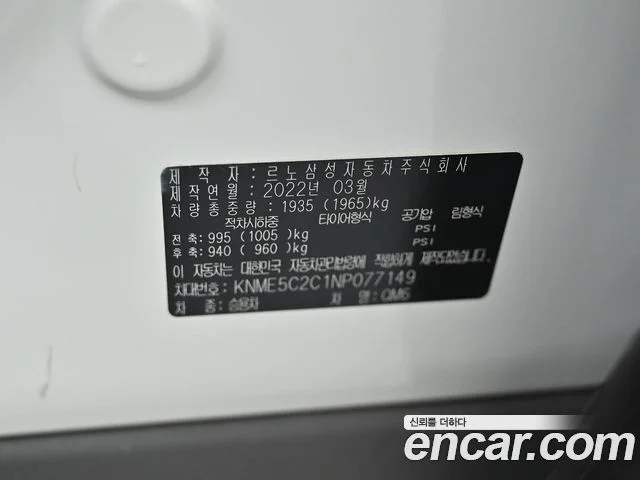 제 작 자 : 르노삼성자동차주식회사
제작연월 : 2022년 03월
차량 총중량 : 1935 (1965)kg
적차시하중 타이어형식 공기압 림형식
전 축 : 995 (1005)kg PSI
후 축 : 940 ( 960)kg PSI
이 자동차는 대한민국 자동차관리법령에 적합하게 제작되었습니다
차대번호 : KNME5C2C1NP077149
차 종 : 승용차 차 명 : QM6
신뢰를 더하다
encar.com